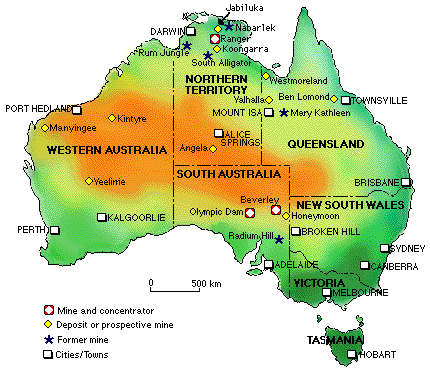 Jabiluka
DARWIN
Nabarlek
Ranger
Rum Jungle
Koongarra
South Alligator
NORTHERN
TERRITORY
Westmoreland
PORT HEDLAND
Kintyre
Yalhalla
Ben Lomond
TOWNSVILLE
Manyingee
MOUNT ISA
Mary Kathleen
ALICE
SPRINGS
Angela
WESTERN AUSTRALIA
QUEENSLAND
SOUTH AUSTRALIA
Yeelirrie
BRISBANE
Beverley
NEW SOUTH WALES
Olympic Dam
Honeymoon
KALGOORLIE
PERTH
Radium Hill
BROKEN HILL
SYDNEY
ADELAIDE
CANBERRA
VICTORIA
MELBOURNE
0 500 km
Mine and concentrator
Deposit or prospective mine
Former mine
Cities/Towns
TASMANIA
HOBART